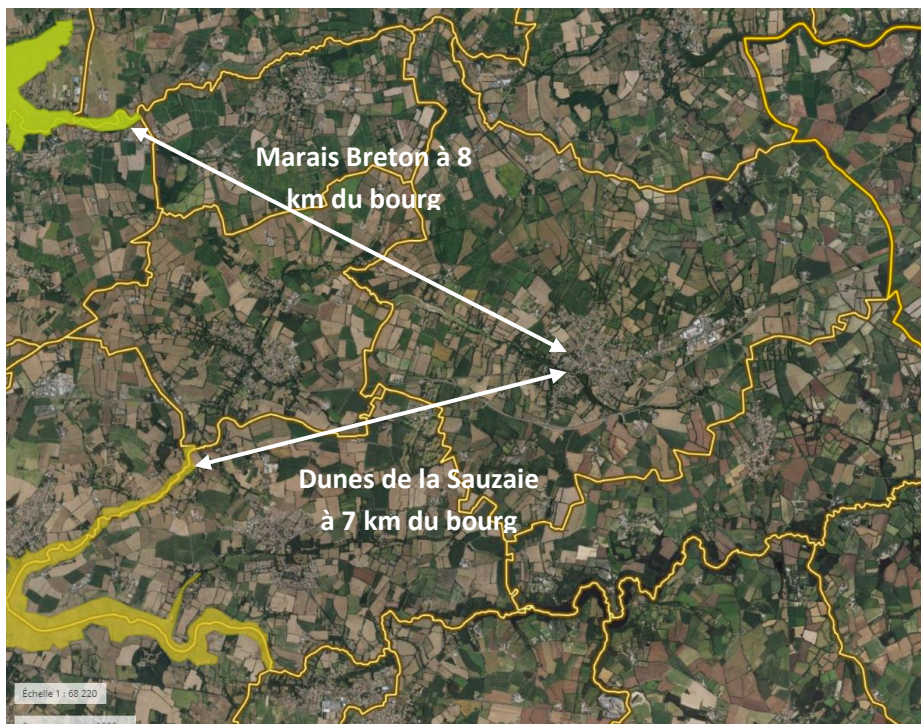 Marais Breton à 8
km du bourg
Dunes de la Sauzaie
à 7 km du bourg
Échelle 1 : 68 220